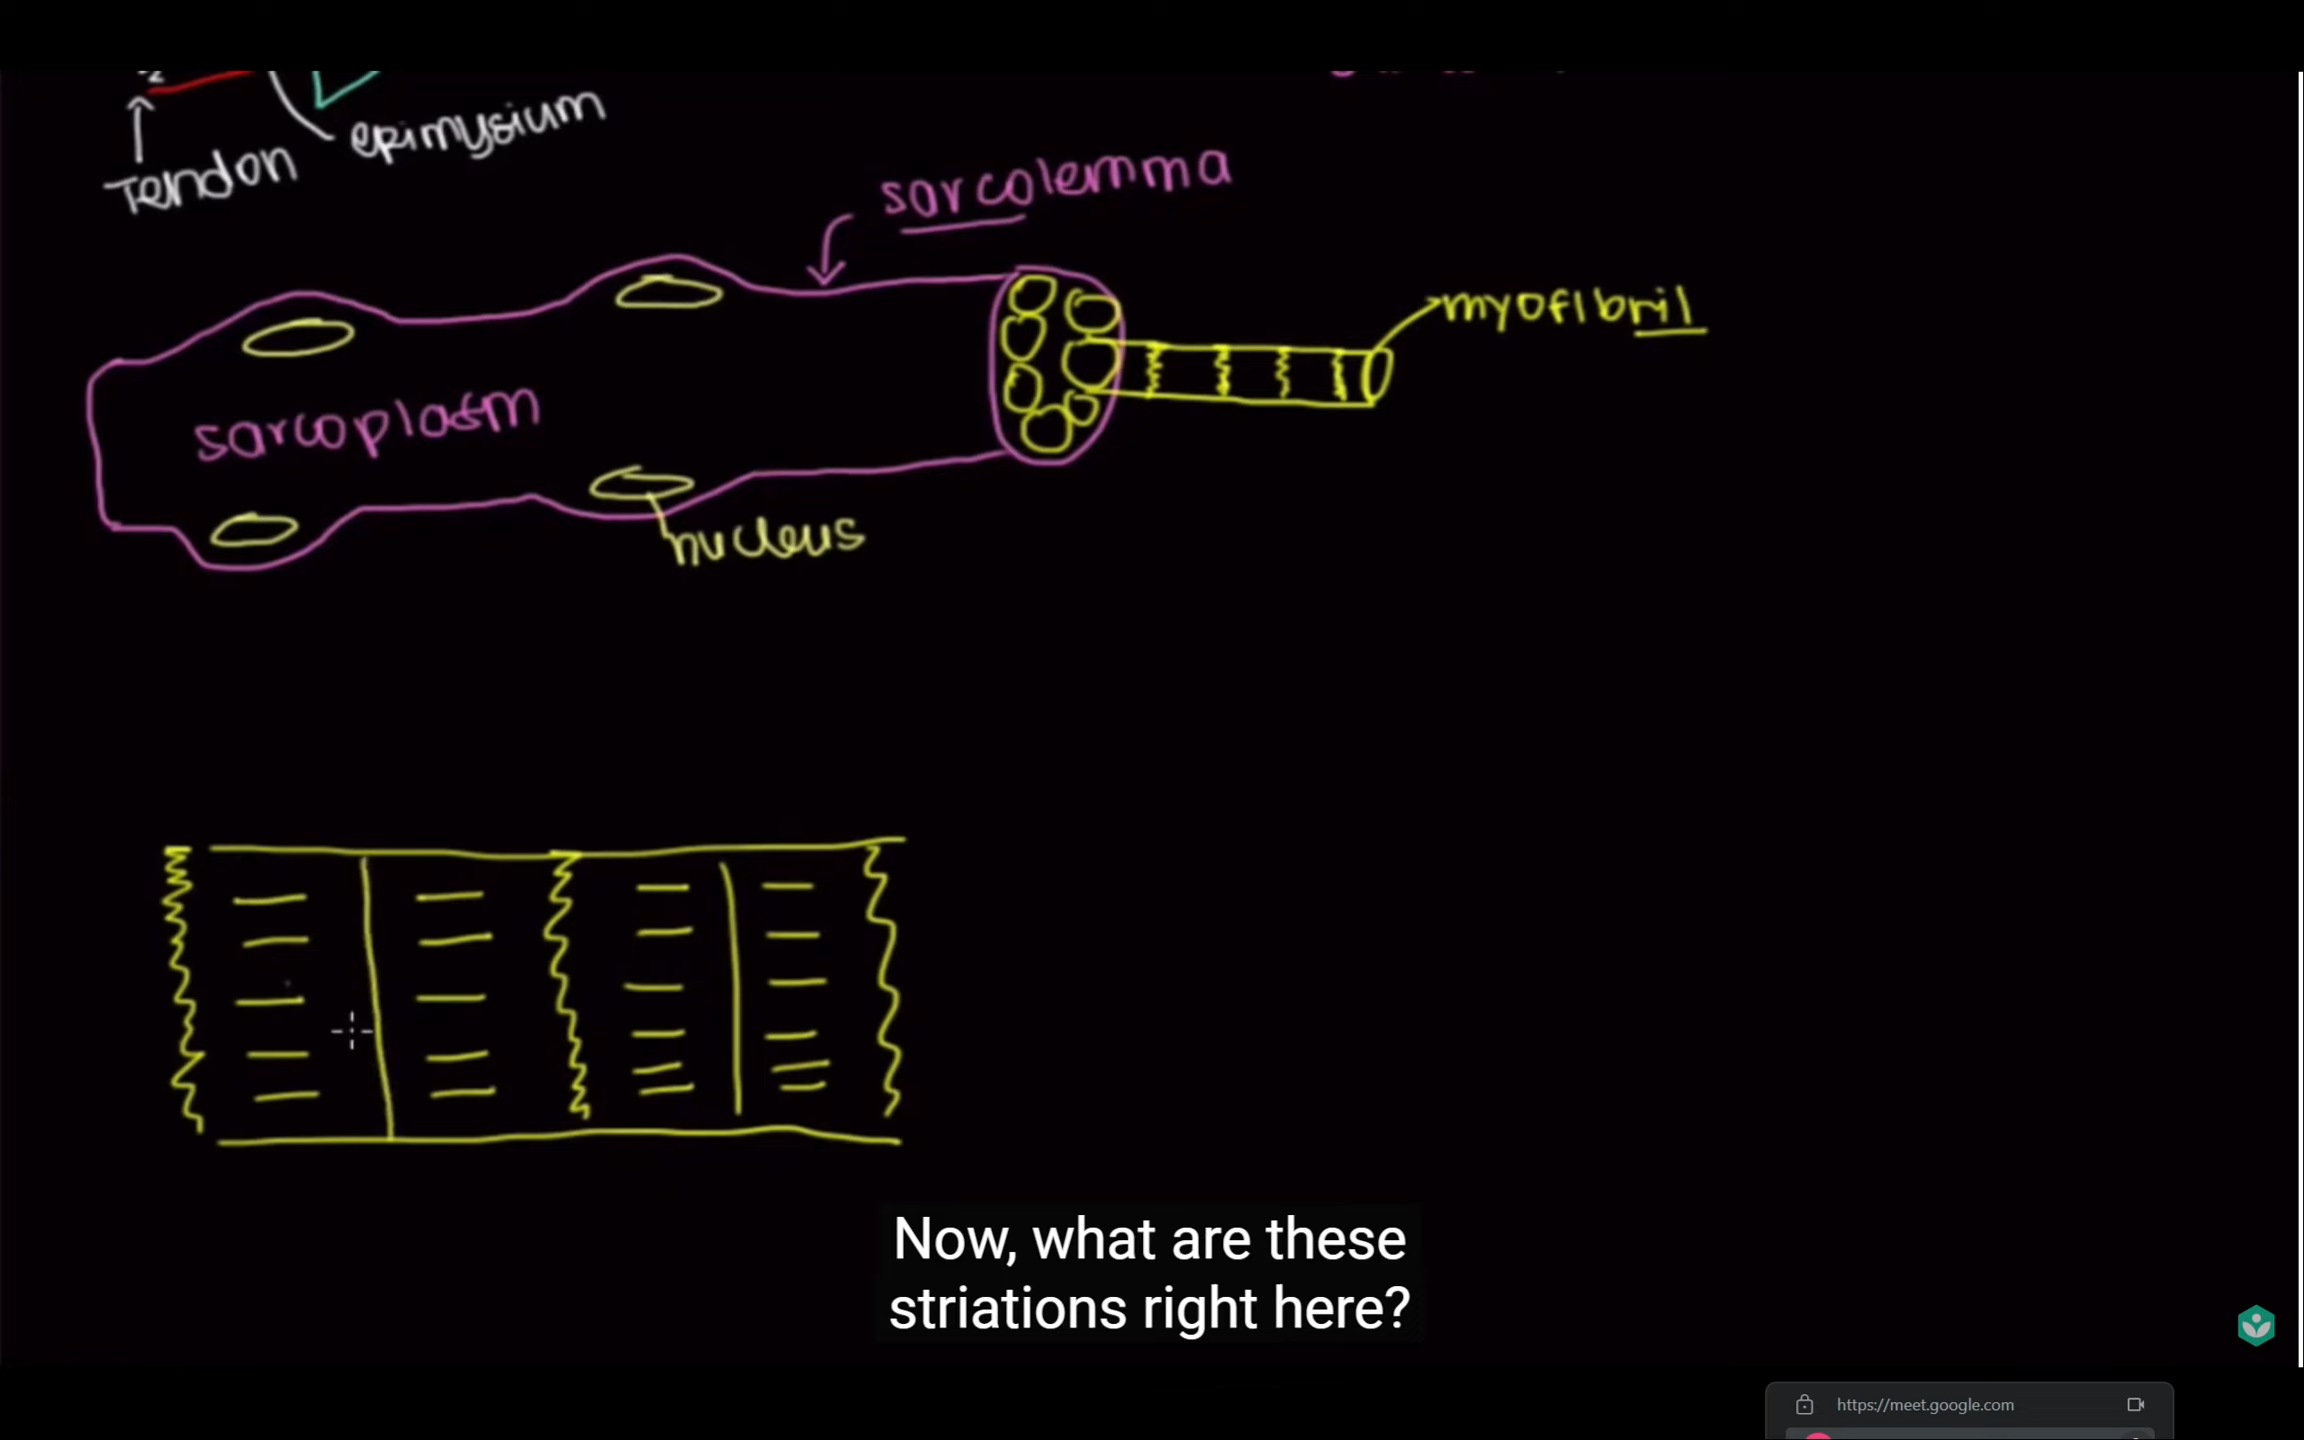 epimysium
Tendon
sarcolemma
myofibril
sarcoplasm
nucleus
Now, what are these
striations right here?
https://meet.google.com